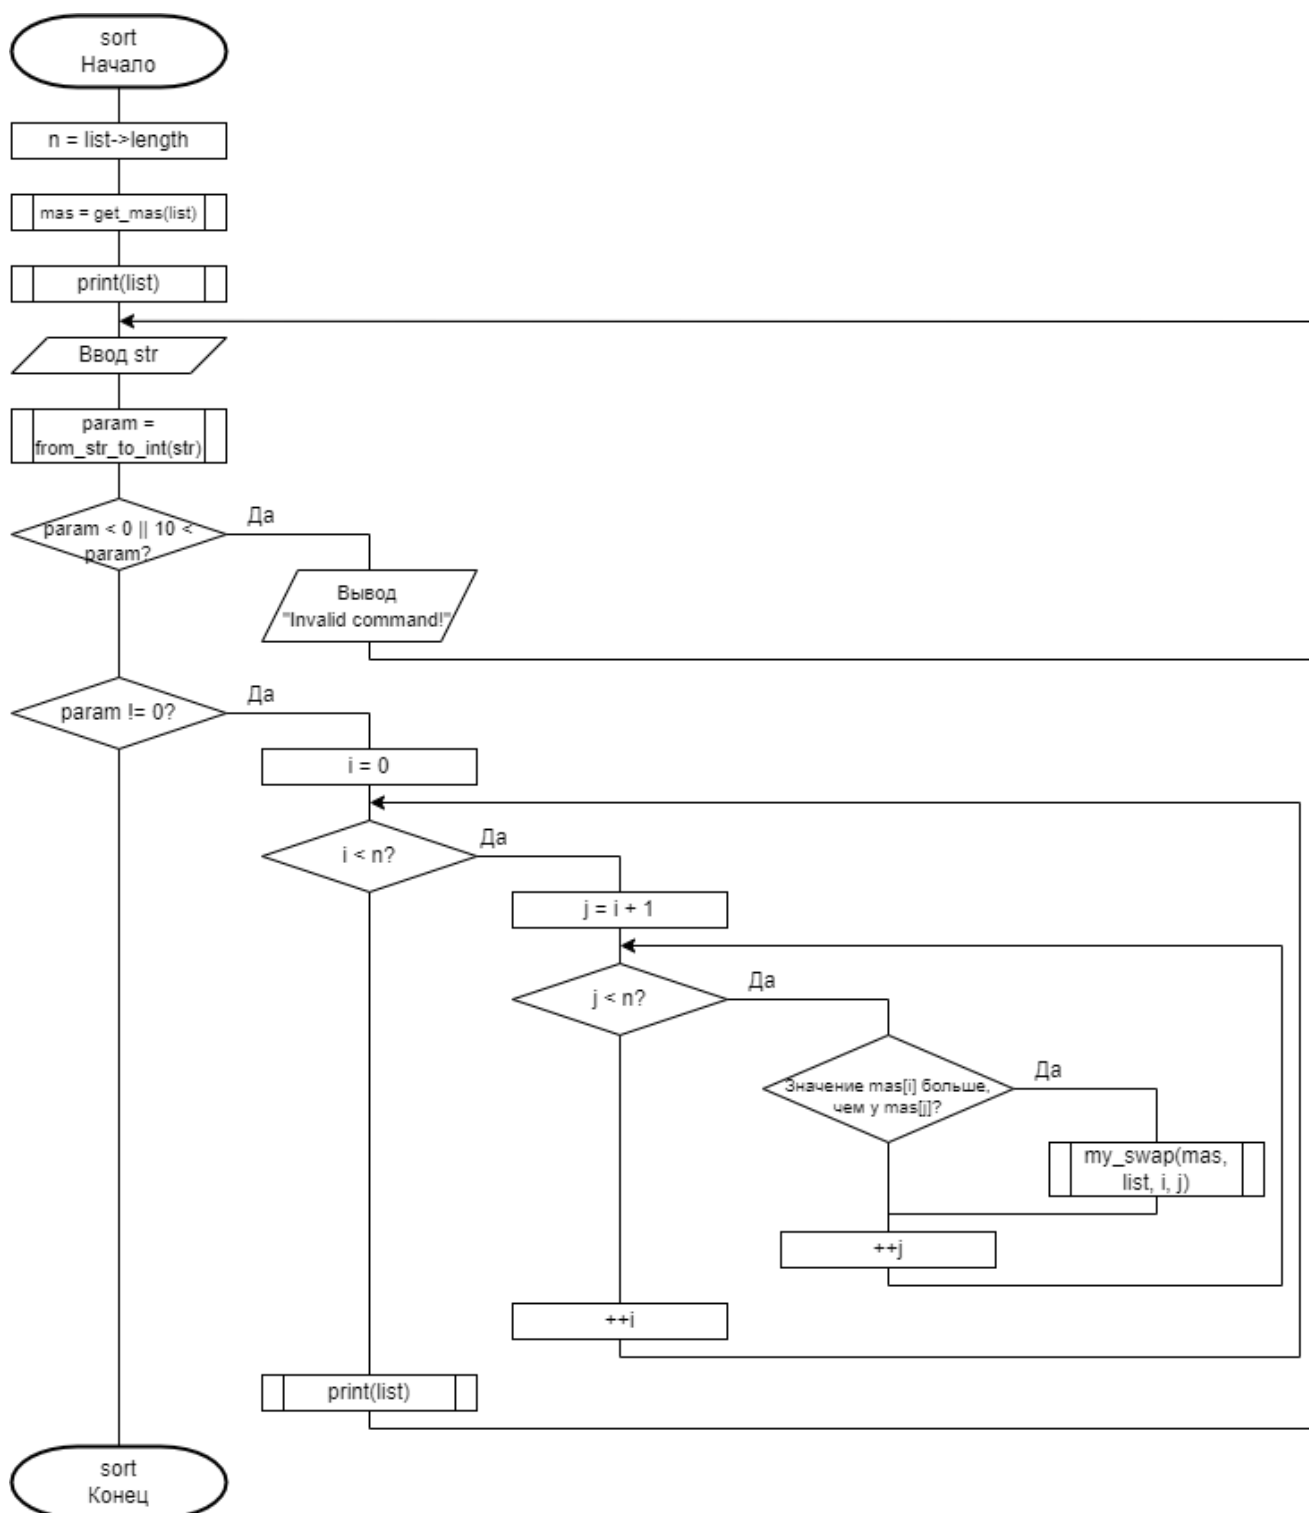 sort
Начало
n = list->length
mas = get_mas(list)
print(list)
Ввод str
param =
from_str_to_int(str)
param < 0 || 10 <
param?
Да
Вывод
"Invalid command!"
param != 0?
Да
i = 0
i < n?
Да
j = i + 1
j < n?
Да
Значение mas[i] больше,
чем у mas[j]?
Да
my_swap(mas,
list, i, j)
++j
++i
print(list)
sort
Конец